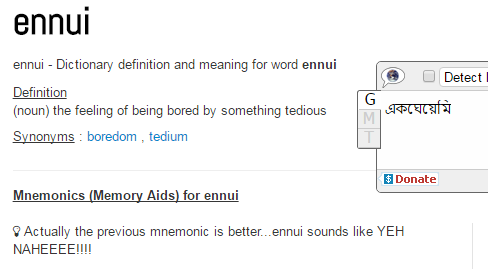 ennui
ennui - Dictionary definition and meaning for word ennui
Definition
(noun) the feeling of being bored by something tedious
Synonyms : boredom , tedium
Detect
G
M
T
একঘেয়েমি
$ Donate
Mnemonics (Memory Aids) for ennui
Actually the previous mnemonic is better...ennui sounds like YEH
NAHEEEE!!!!